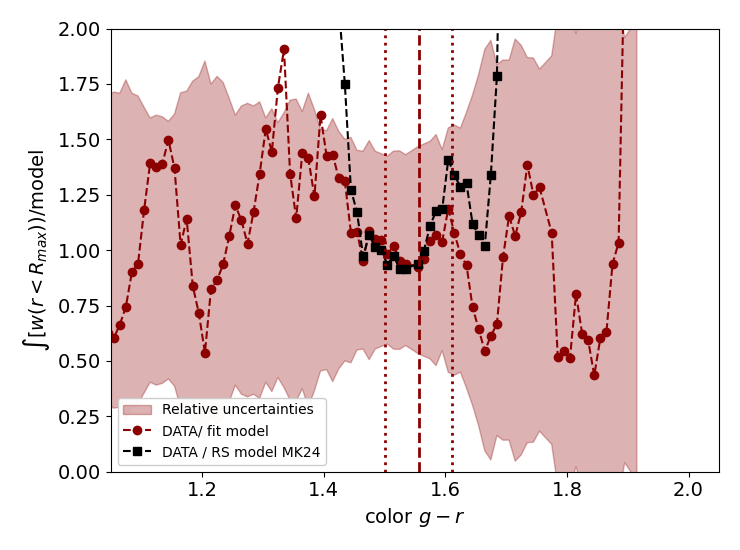 2.00
1.75
1.50
1.25
1.00
0.75
0.50
0.25
0.00
∫[w(r < R_{max}))/model
Relative uncertainties
DATA/ fit model
DATA / RS model MK24
1.2 1.4 1.6 1.8 2.0
color g − r